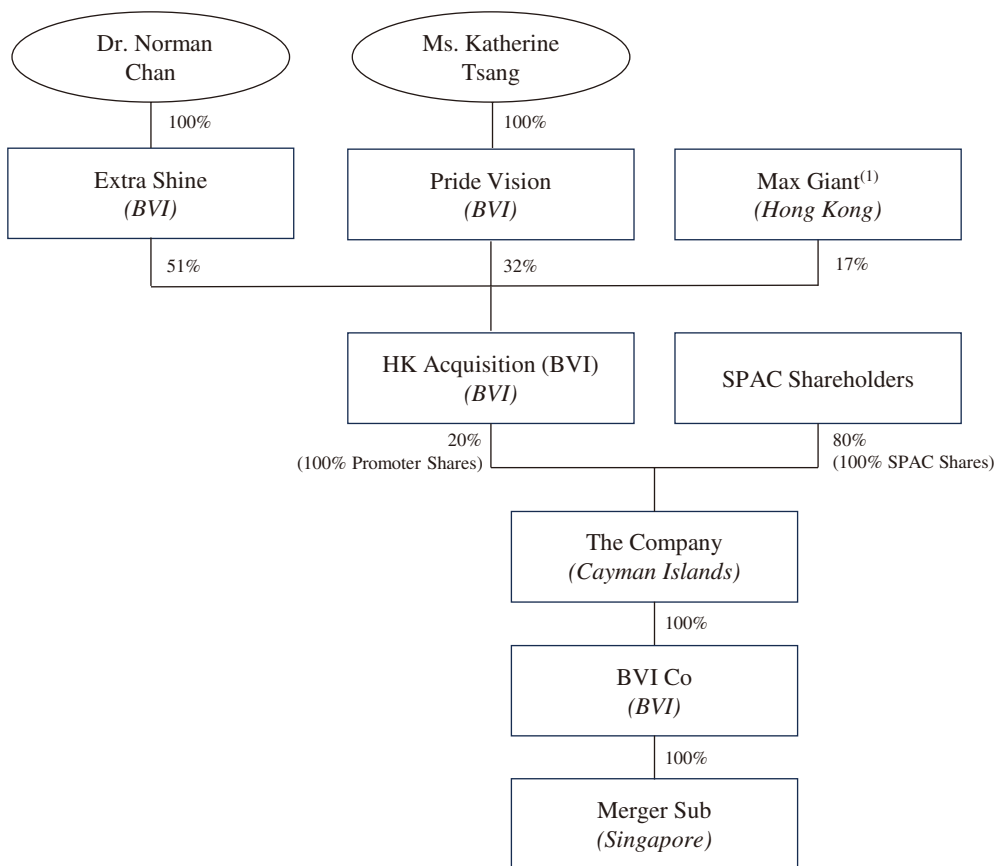 Dr. Norman
Chan
Ms. Katherine
Tsang
100%
100%
Extra Shine
(BVI)
Pride Vision
(BVI)
Max Giant(1)
(Hong Kong)
51%
32%
17%
HK Acquisition (BVI)
(BVI)
SPAC Shareholders
20%
(100% Promoter Shares)
80%
(100% SPAC Shares)
The Company
(Cayman Islands)
100%
BVI Co
(BVI)
100%
Merger Sub
(Singapore)